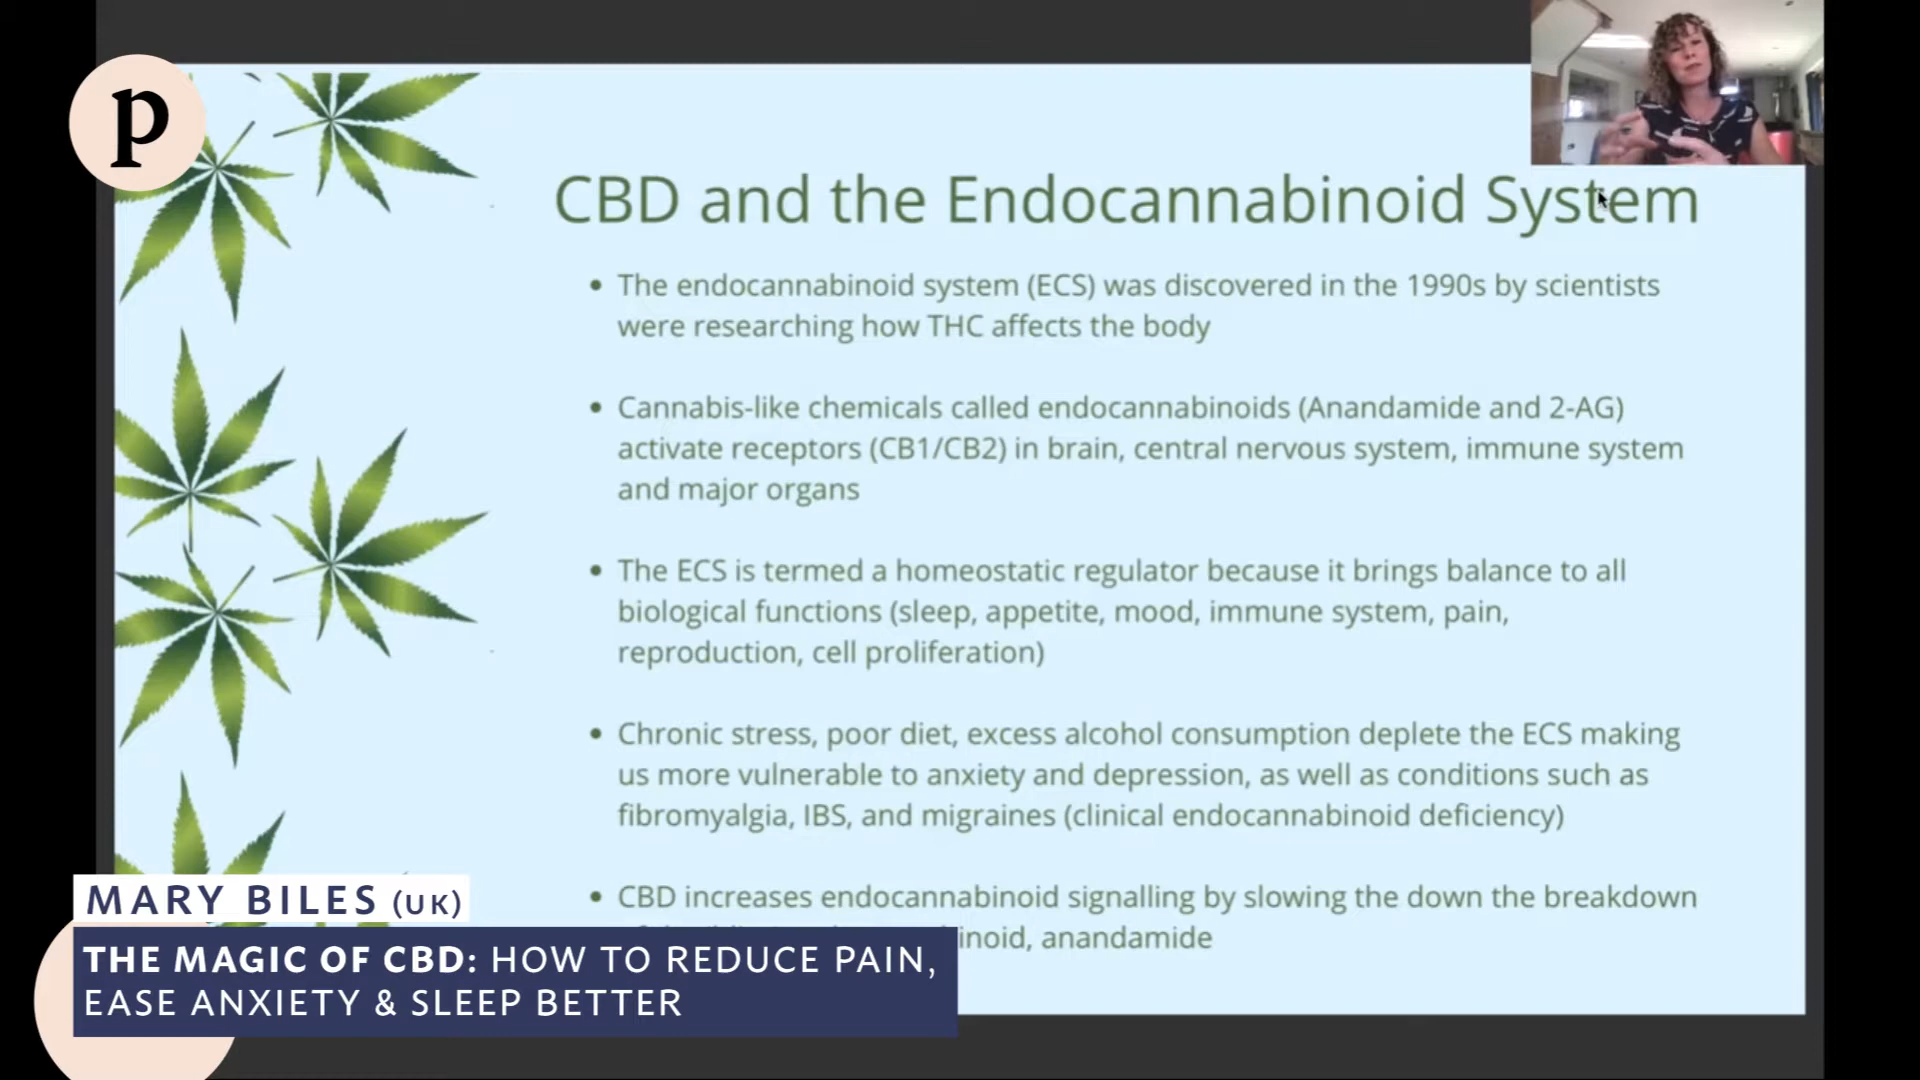 p
CBD and the Endocannabinoid System
• The endocannabinoid system (ECS) was discovered in the 1990s by scientists
were researching how THC affects the body
• Cannabis-like chemicals called endocannabinoids (Anandamide and 2-AG)
activate receptors (CB1/CB2) in brain, central nervous system, immune system
and major organs
• The ECS is termed a homeostatic regulator because it brings balance to all
biological functions (sleep, appetite, mood, immune system, pain,
reproduction, cell proliferation)
• Chronic stress, poor diet, excess alcohol consumption deplete the ECS making
us more vulnerable to anxiety and depression, as well as conditions such as
fibromyalgia, IBS, and migraines (clinical endocannabinoid deficiency)
• CBD increases endocannabinoid signalling by slowing the down the breakdown
anandamide
MARY BILES (UK)
THE MAGIC OF CBD: HOW TO REDUCE PAIN,
EASE ANXIETY & SLEEP BETTER